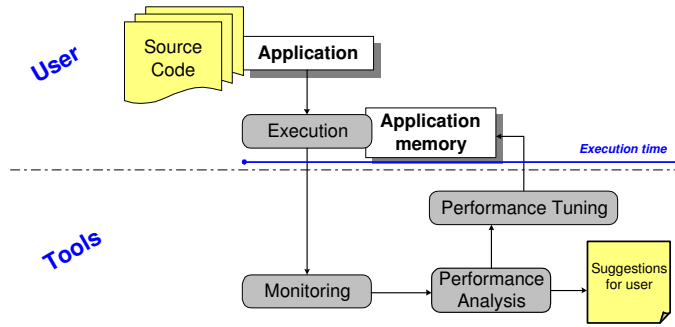 User
Source
Code
Application
Execution
Application
memory
Execution time
Tools
Performance Tuning
Monitoring
Performance
Analysis
Suggestions
for user